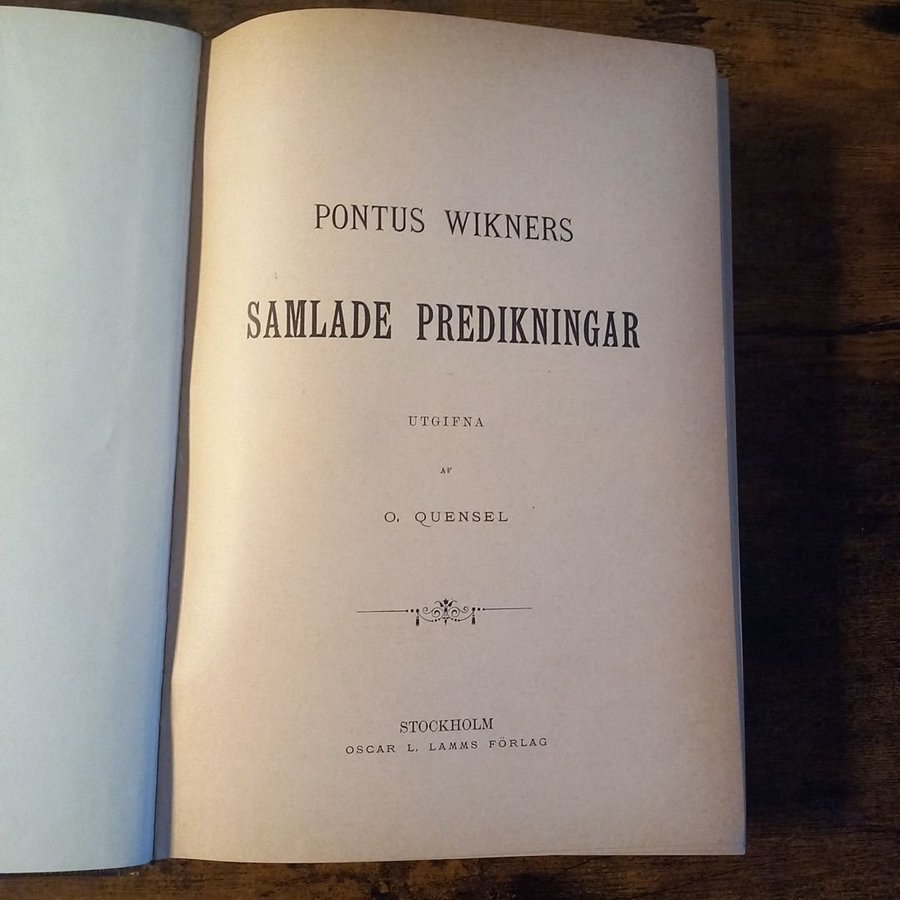 PONTUS WIKNERS
SAMLADE PREDIKNINGAR
UTGIFNA
AF
O. QUENSEL
STOCKHOLM
OSCAR L. LAMMS FÖRLAG